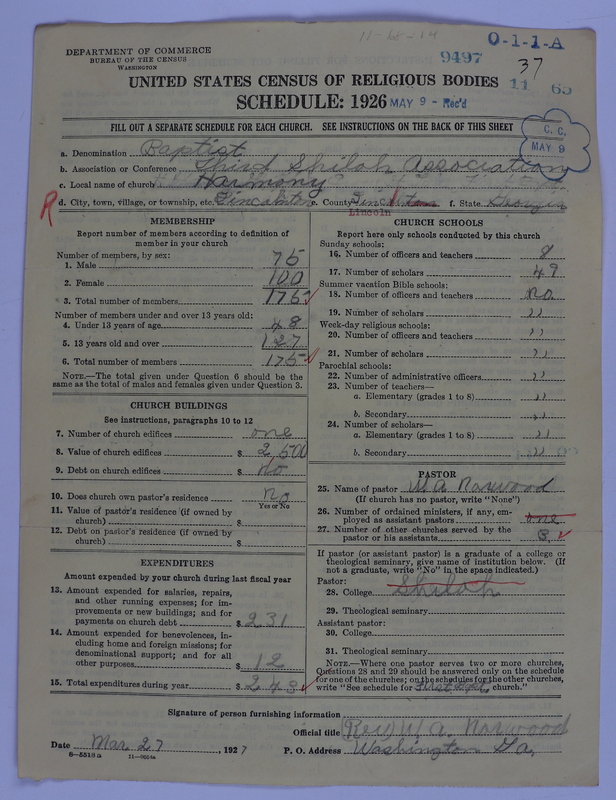 11-28-14
O-1-1-A
DEPARTMENT OF COMMERCE
BUREAU OF THE CENSUS
WASHINGTON
9497
37
11 65
UNITED STATES CENSUS OF RELIGIOUS BODIES
SCHEDULE: 1926 MAY 9 - Rec'd
FILL OUT A SEPARATE SCHEDULE FOR EACH CHURCH. SEE INSTRUCTIONS ON THE BACK OF THIS SHEET
C. C.
MAY 9
a. Denomination Baptist
b. Association or Conference Third Shiloh Association
c. Local name of church Harmony
R d. City, town, village, or township, etc. Lincolnton e. County Lincoln f. State Georgia
MEMBERSHIP
Report number of members according to definition of
member in your church
Number of members, by sex:
1. Male 75
2. Female 100
3. Total number of members 175
Number of members under and over 13 years old:
4. Under 13 years of age 48
5. 13 years old and over 127
6. Total number of members 175
NOTE.—The total given under Question 6 should be the
same as the total of males and females given under Question 3.
CHURCH BUILDINGS
See instructions, paragraphs 10 to 12
7. Number of church edifices one
8. Value of church edifices $ 2,500
9. Debt on church edifices $ No
10. Does church own pastor's residence No
Yes or No
11. Value of pastor's residence (if owned by
church) $
12. Debt on pastor's residence (if owned by
church) $
EXPENDITURES
Amount expended by your church during last fiscal year
13. Amount expended for salaries, repairs,
and other running expenses; for im-
provements or new buildings; and for
payments on church debt $ 231
14. Amount expended for benevolences, in-
cluding home and foreign missions; for
denominational support; and for all
other purposes $ 12
15. Total expenditures during year $ 243
CHURCH SCHOOLS
Report here only schools conducted by this church
Sunday schools:
16. Number of officers and teachers 8
17. Number of scholars 49
Summer vacation Bible schools:
18. Number of officers and teachers No
19. Number of scholars ''
Week-day religious schools:
20. Number of officers and teachers ''
21. Number of scholars ''
Parochial schools:
22. Number of administrative officers ''
23. Number of teachers—
a. Elementary (grades 1 to 8) ''
b. Secondary ''
24. Number of scholars—
a. Elementary (grades 1 to 8) ''
b. Secondary ''
PASTOR
25. Name of pastor W A Norwood
(If church has no pastor, write "None")
26. Number of ordained ministers, if any, em-
ployed as assistant pastors one
27. Number of other churches served by the
pastor or his assistants 3
If pastor (or assistant pastor) is a graduate of a college or
theological seminary, give name of institution below. (If
not a graduate, write "No" in the space indicated.)
Pastor:
28. College Shiloh
29. Theological seminary
Assistant pastor:
30. College
31. Theological seminary
NOTE.—Where one pastor serves two or more churches,
Questions 28 and 29 should be answered only on the schedule
for one of the churches; on the schedules for the other churches,
write "See schedule for church."
Signature of person furnishing information
Official title Rev W. A. Norwood
Date Mar. 27, 1927 P. O. Address Washington Ga.
8—5518a 11—9024a